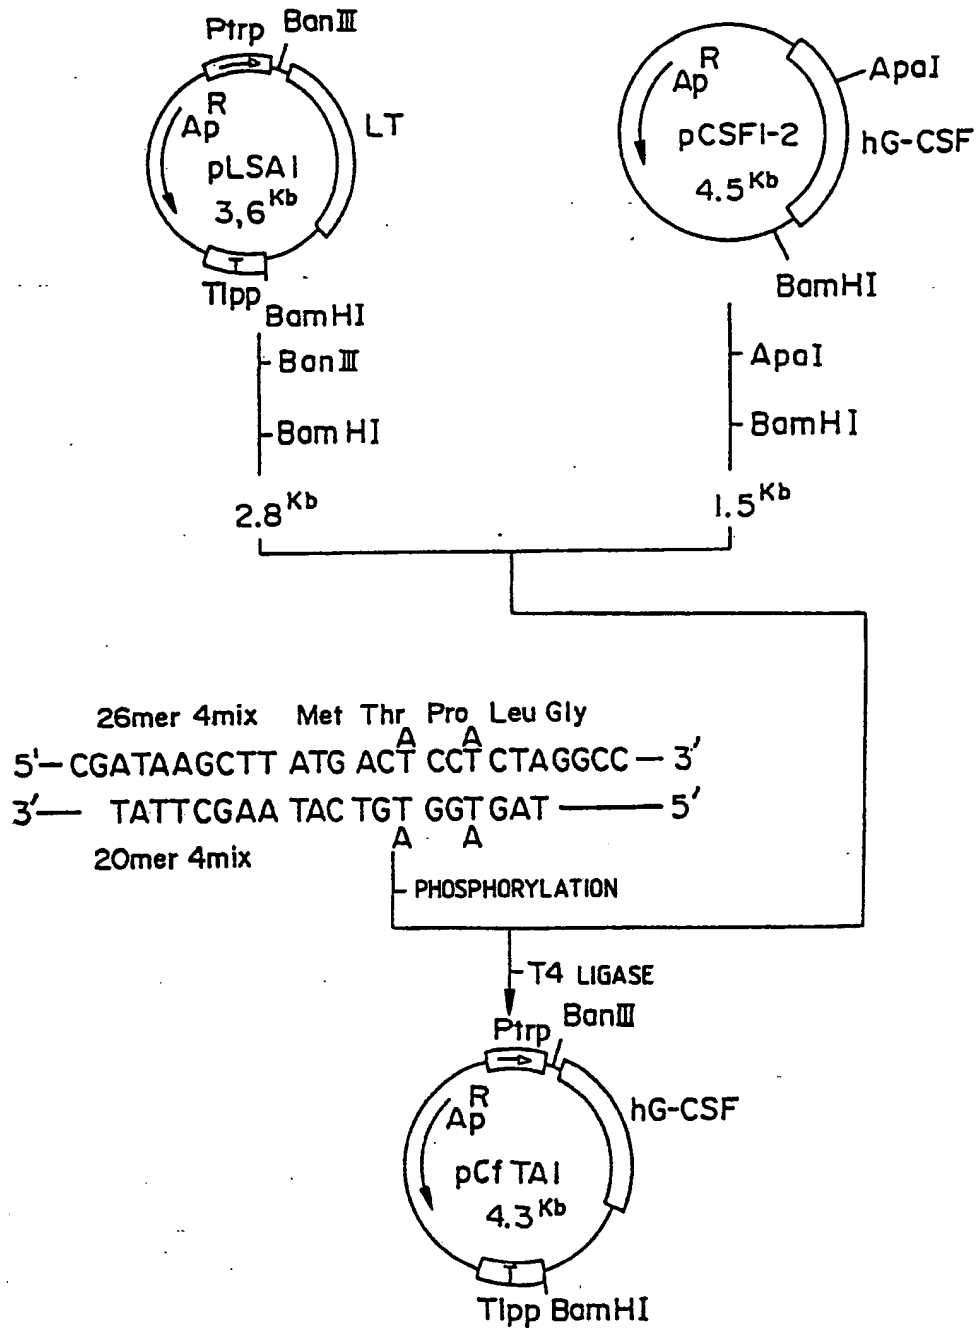 Ptrp
BanIII
Ap^R
LT
pLSA1
3,6^Kb
T
Tlpp
BamHI
Ap^R
ApaI
pCSF1-2
hG-CSF
4.5^Kb
BamHI
BanIII
BamHI
2.8^Kb
ApaI
BamHI
1.5^Kb
26mer 4mix Met Thr Pro Leu Gly
A A
5'— CGATAAGCTT ATG ACT CCT CTAGGCC — 3'
3'— TATTCGAA TACTGT GGT GAT — 5'
A A
20mer 4mix
PHOSPHORYLATION
T4 LIGASE
Ptrp
BanIII
Ap^R
hG-CSF
pCfTA1
4.3^Kb
T
Tlpp BamHI